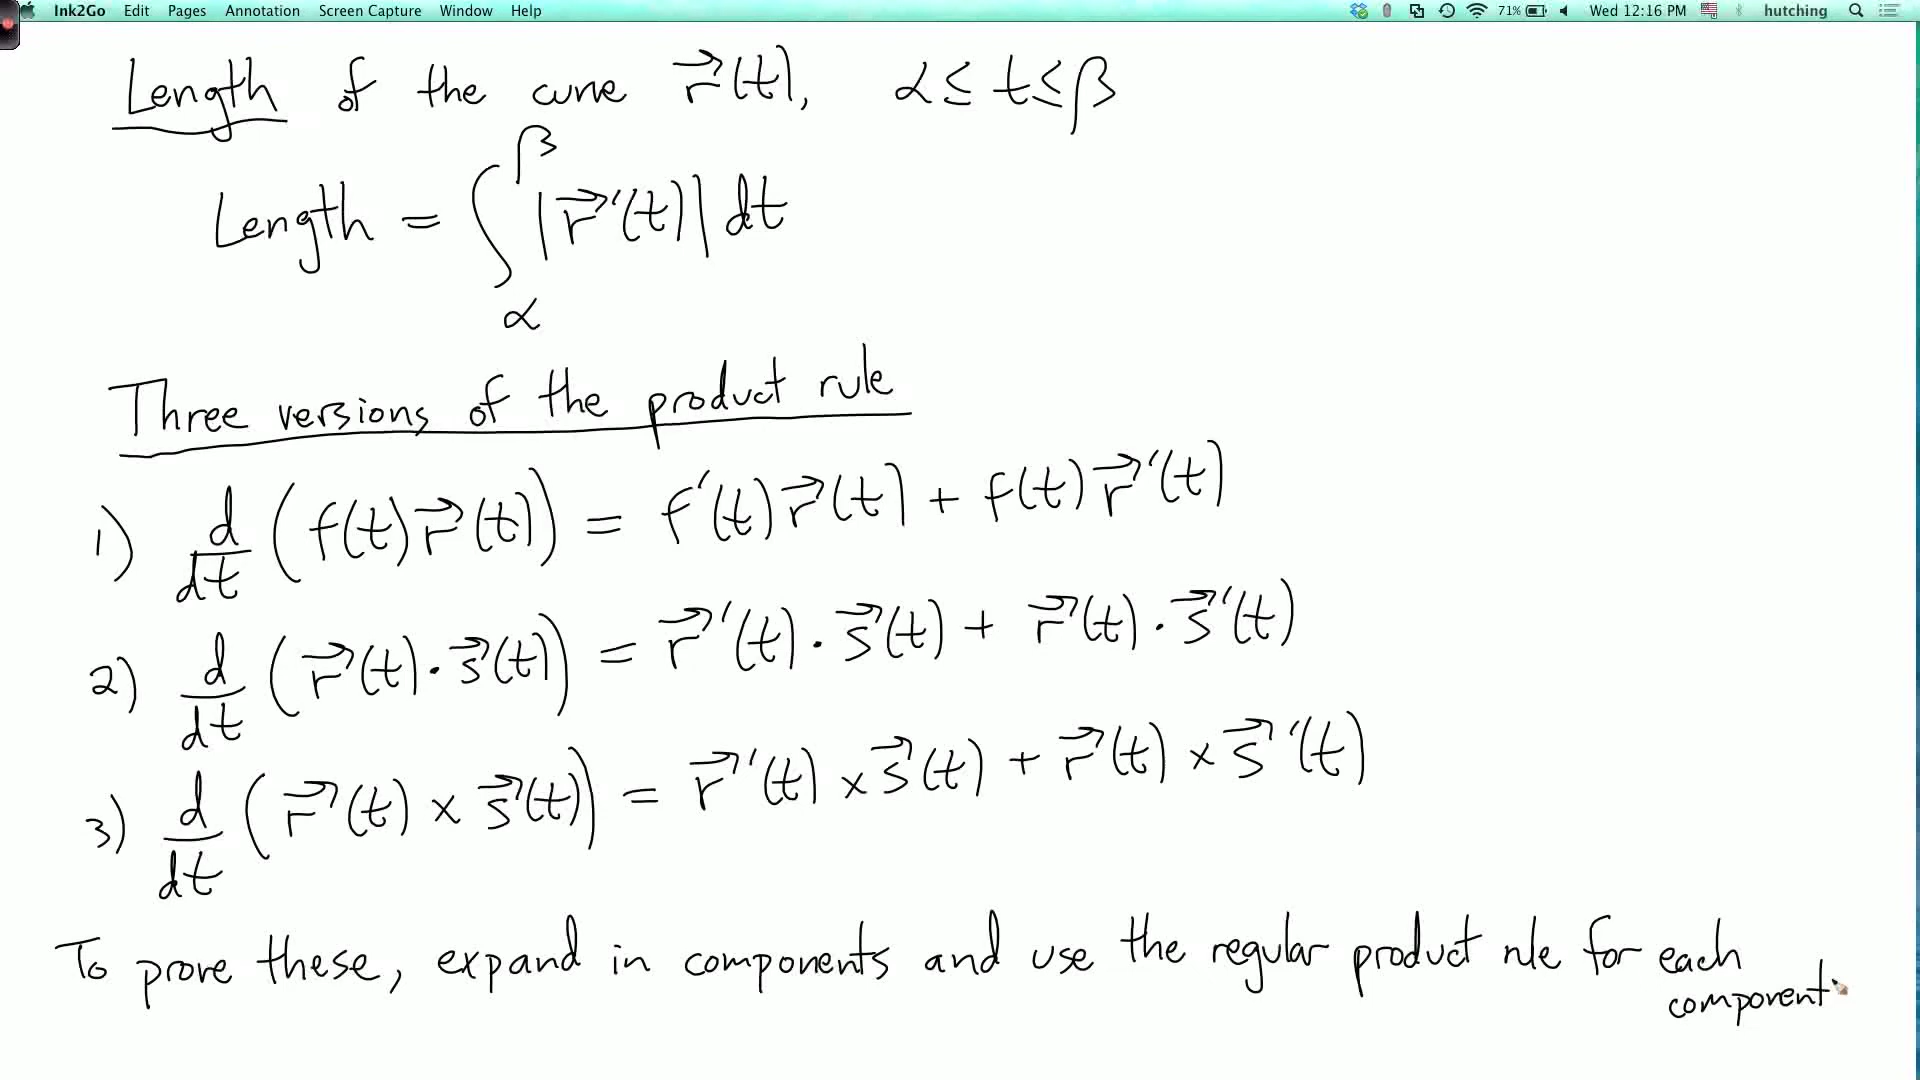 Ink2Go Edit Pages Annotation Screen Capture Window Help 71% Wed 12:16 PM hutching
Length of the curve r⃗(t), α ≤ t ≤ β
Length = ∫_α^β |r⃗'(t)| dt
Three versions of the product rule
1) d/dt (f(t) r⃗(t)) = f'(t) r⃗(t) + f(t) r⃗'(t)
2) d/dt (r⃗(t) · s⃗(t)) = r⃗'(t) · s⃗(t) + r⃗(t) · s⃗'(t)
3) d/dt (r⃗(t) × s⃗(t)) = r⃗'(t) × s⃗(t) + r⃗(t) × s⃗'(t)
To prove these, expand in components and use the regular product rule for each
component